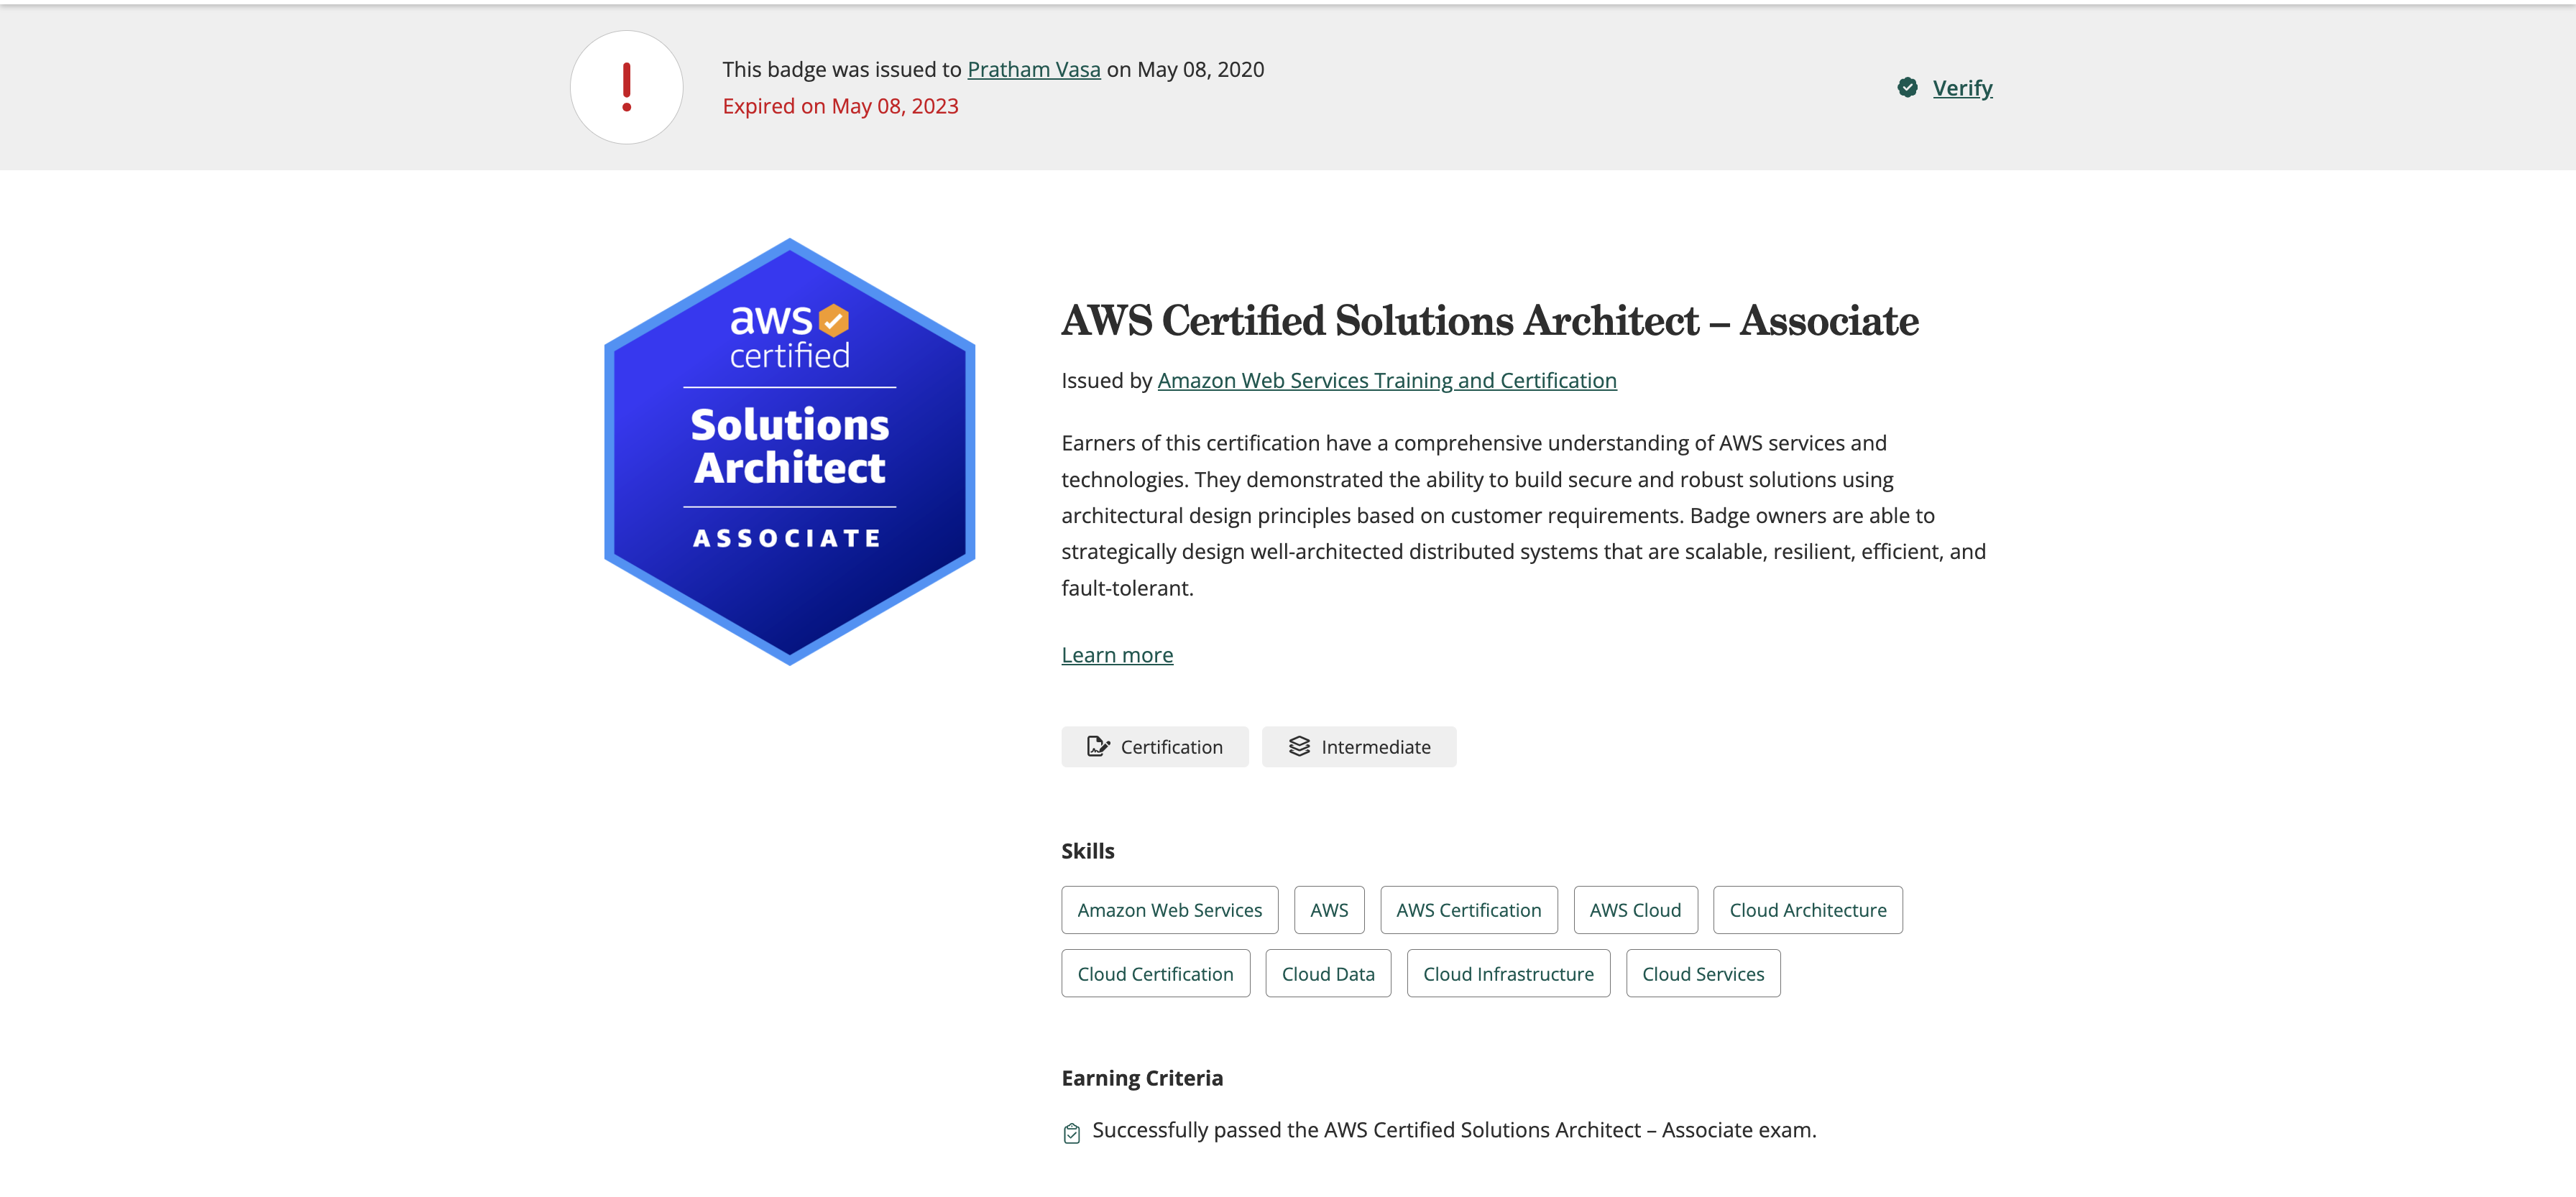 This badge was issued to Pratham Vasa on May 08, 2020
Expired on May 08, 2023
Verify
aws
certified
Solutions
Architect
ASSOCIATE
AWS Certified Solutions Architect – Associate
Issued by Amazon Web Services Training and Certification
Earners of this certification have a comprehensive understanding of AWS services and
technologies. They demonstrated the ability to build secure and robust solutions using
architectural design principles based on customer requirements. Badge owners are able to
strategically design well-architected distributed systems that are scalable, resilient, efficient, and
fault-tolerant.
Learn more
Certification
Intermediate
Skills
Amazon Web Services
AWS
AWS Certification
AWS Cloud
Cloud Architecture
Cloud Certification
Cloud Data
Cloud Infrastructure
Cloud Services
Earning Criteria
Successfully passed the AWS Certified Solutions Architect – Associate exam.